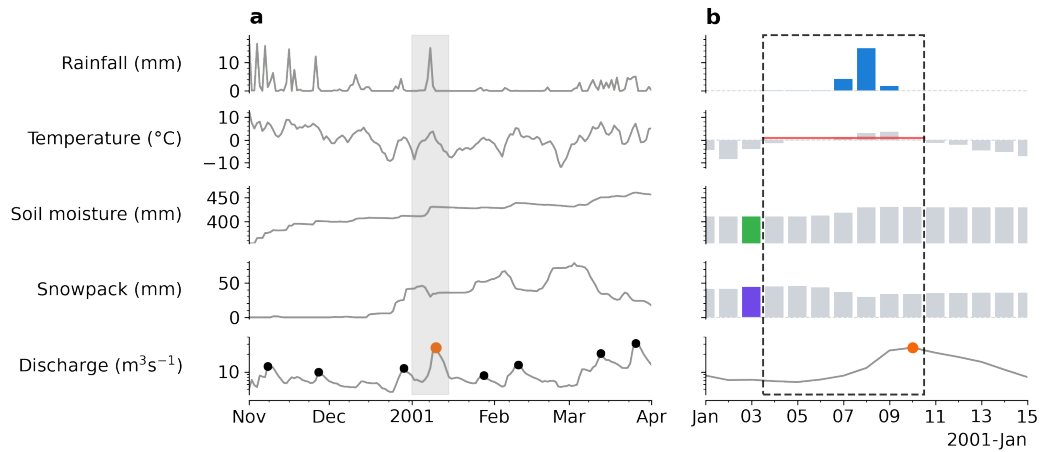 a
b
Rainfall (mm)
10
0
Temperature (°C)
10
0
−10
Soil moisture (mm)
450
400
Snowpack (mm)
50
0
Discharge (m³s⁻¹)
10
Nov Dec 2001 Feb Mar Apr
Jan 03 05 07 09 11 13 15
2001-Jan